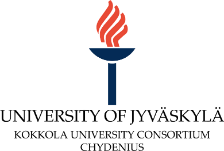 UNIVERSITY OF JYVÄSKYLÄ
KOKKOLA UNIVERSITY CONSORTIUM
CHYDENIUS